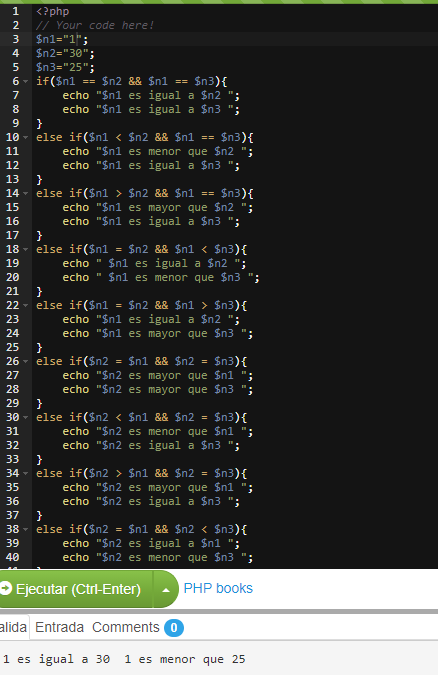 1 <?php
2 // Your code here!
3 $n1="1";
4 $n2="30";
5 $n3="25";
6 if($n1 == $n2 && $n1 == $n3){
7 echo "$n1 es igual a $n2 ";
8 echo "$n1 es igual a $n3 ";
9 }
10 else if($n1 < $n2 && $n1 == $n3){
11 echo "$n1 es menor que $n2 ";
12 echo "$n1 es igual a $n3 ";
13 }
14 else if($n1 > $n2 && $n1 == $n3){
15 echo "$n1 es mayor que $n2 ";
16 echo "$n1 es igual a $n3 ";
17 }
18 else if($n1 = $n2 && $n1 < $n3){
19 echo " $n1 es igual a $n2 ";
20 echo " $n1 es menor que $n3 ";
21 }
22 else if($n1 = $n2 && $n1 > $n3){
23 echo "$n1 es igual a $n2 ";
24 echo "$n1 es mayor que $n3 ";
25 }
26 else if($n2 = $n1 && $n2 = $n3){
27 echo "$n2 es mayor que $n1 ";
28 echo "$n2 es mayor que $n3 ";
29 }
30 else if($n2 < $n1 && $n2 = $n3){
31 echo "$n2 es menor que $n1 ";
32 echo "$n2 es igual a $n3 ";
33 }
34 else if($n2 > $n1 && $n2 = $n3){
35 echo "$n2 es mayor que $n1 ";
36 echo "$n2 es igual a $n3 ";
37 }
38 else if($n2 = $n1 && $n2 < $n3){
39 echo "$n2 es igual a $n1 ";
40 echo "$n2 es menor que $n3 ";
Ejecutar (Ctrl-Enter) PHP books
alida Entrada Comments 0
1 es igual a 30 1 es menor que 25